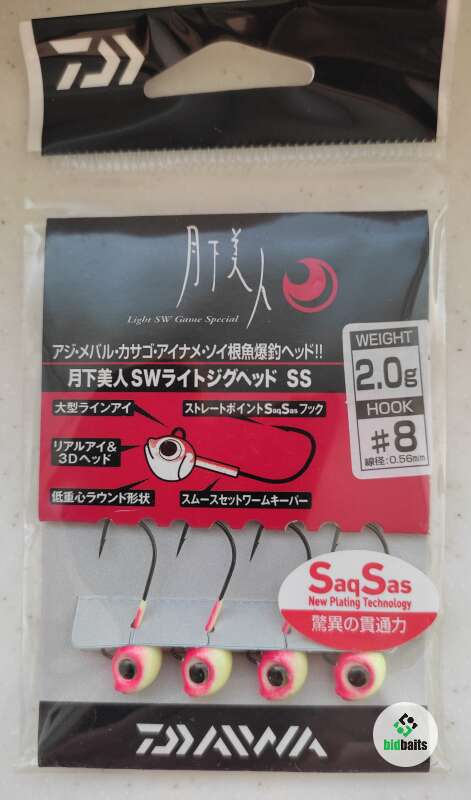 月下美人
Light SW Game Special
アジ・メバル・カサゴ・アイナメ・ソイ根魚爆釣ヘッド!!
月下美人SWライトジグヘッド SS
WEIGHT
2.0g
HOOK
#8
線径:0.56mm
大型ラインアイ
ストレートポイントSaqSasフック
リアルアイ&
3Dヘッド
低重心ラウンド形状
スムースセットワームキーパー
SaqSas
New Plating Technology
驚異の貫通力
DAIWA
bidbaits